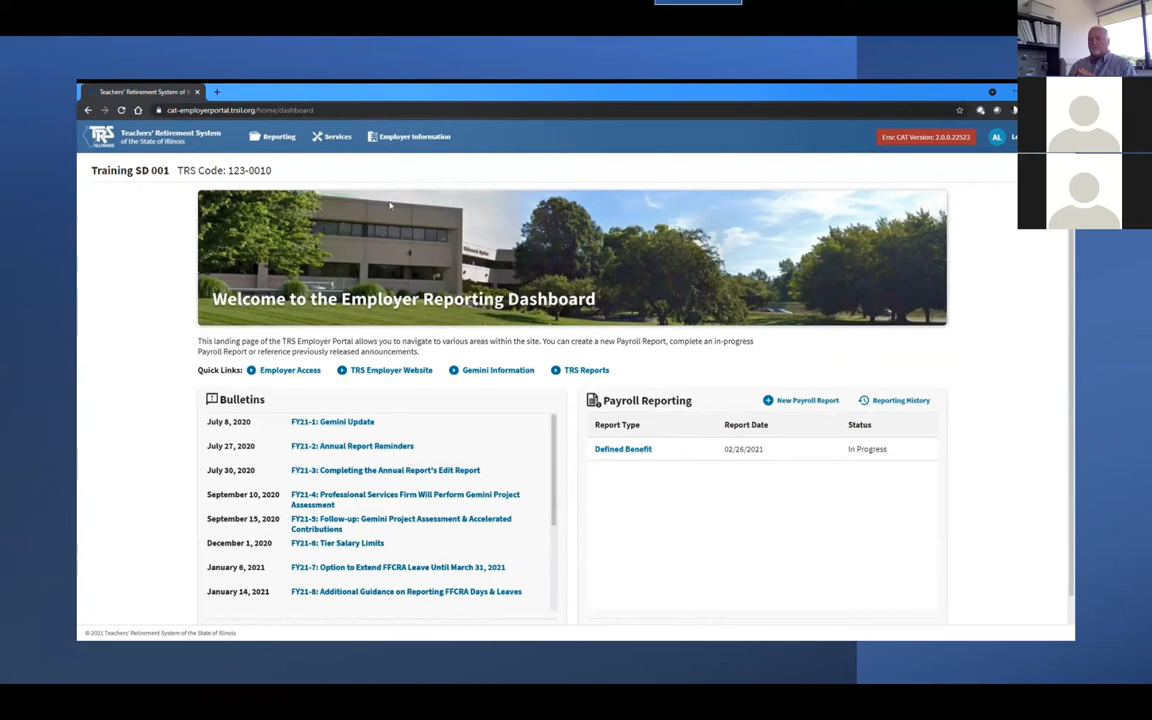 Teachers' Retirement System of
cat-employerportal.trsil.org/home/dashboard
TRS
ILLINOIS
Teachers' Retirement System
of the State of Illinois
Reporting
Services
Employer Information
Env: CAT Version: 2.0.0.22523
AL
Training SD 001 TRS Code: 123-0010
Welcome to the Employer Reporting Dashboard
This landing page of the TRS Employer Portal allows you to navigate to various areas within the site. You can create a new Payroll Report, complete an in-progress
Payroll Report or reference previously released announcements.
Quick Links: Employer Access TRS Employer Website Gemini Information TRS Reports
Bulletins
July 8, 2020 FY21-1: Gemini Update
July 27, 2020 FY21-2: Annual Report Reminders
July 30, 2020 FY21-3: Completing the Annual Report's Edit Report
September 10, 2020 FY21-4: Professional Services Firm Will Perform Gemini Project
Assessment
September 15, 2020 FY21-5: Follow-up: Gemini Project Assessment & Accelerated
Contributions
December 1, 2020 FY21-6: Tier Salary Limits
January 6, 2021 FY21-7: Option to Extend FFCRA Leave Until March 31, 2021
January 14, 2021 FY21-8: Additional Guidance on Reporting FFCRA Days & Leaves
Payroll Reporting
New Payroll Report
Reporting History
Report Type Report Date Status
Defined Benefit 02/26/2021 In Progress
© 2021 Teachers' Retirement System of the State of Illinois